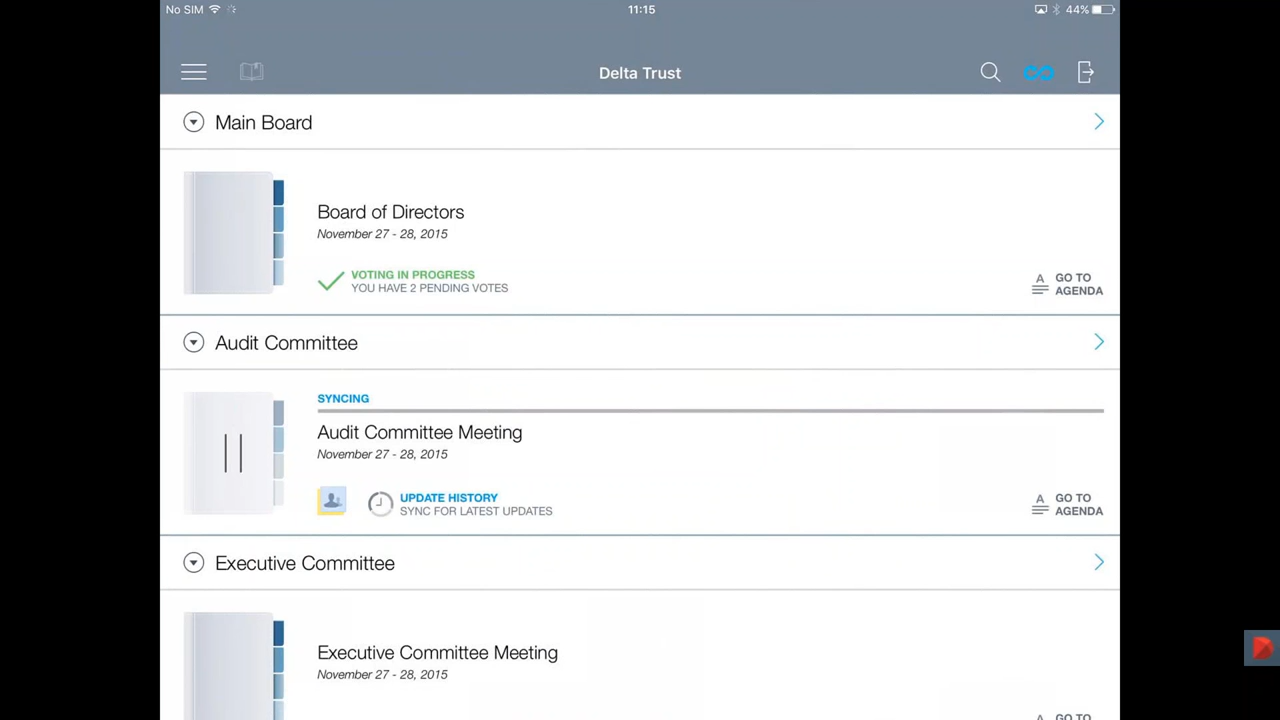 No SIM
11:15
44%
Delta Trust
Main Board
Board of Directors
November 27 - 28, 2015
VOTING IN PROGRESS
YOU HAVE 2 PENDING VOTES
A GO TO
AGENDA
Audit Committee
SYNCING
Audit Committee Meeting
November 27 - 28, 2015
UPDATE HISTORY
SYNC FOR LATEST UPDATES
A GO TO
AGENDA
Executive Committee
Executive Committee Meeting
November 27 - 28, 2015
A GO TO